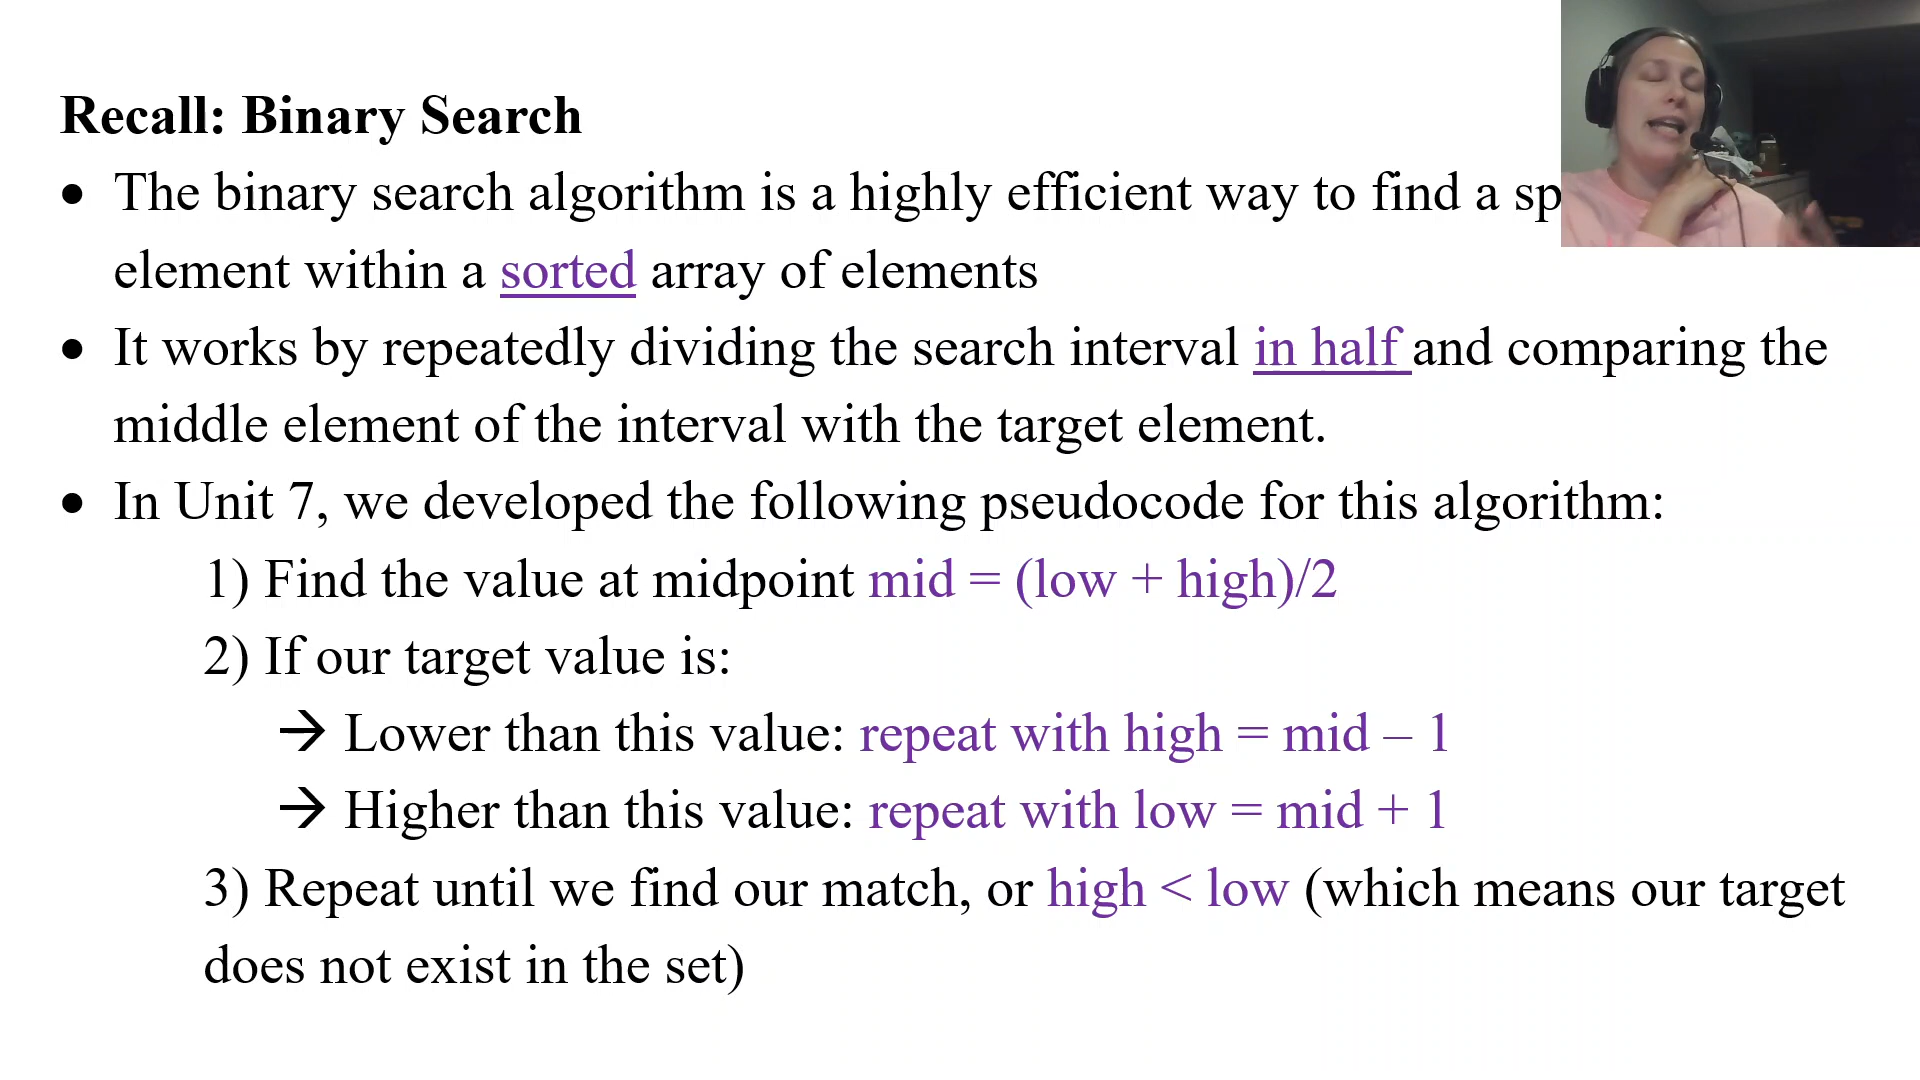 Recall: Binary Search
• The binary search algorithm is a highly efficient way to find a
element within a sorted array of elements
• It works by repeatedly dividing the search interval in half and comparing the
middle element of the interval with the target element.
• In Unit 7, we developed the following pseudocode for this algorithm:
1) Find the value at midpoint mid = (low + high)/2
2) If our target value is:
→ Lower than this value: repeat with high = mid – 1
→ Higher than this value: repeat with low = mid + 1
3) Repeat until we find our match, or high < low (which means our target
does not exist in the set)